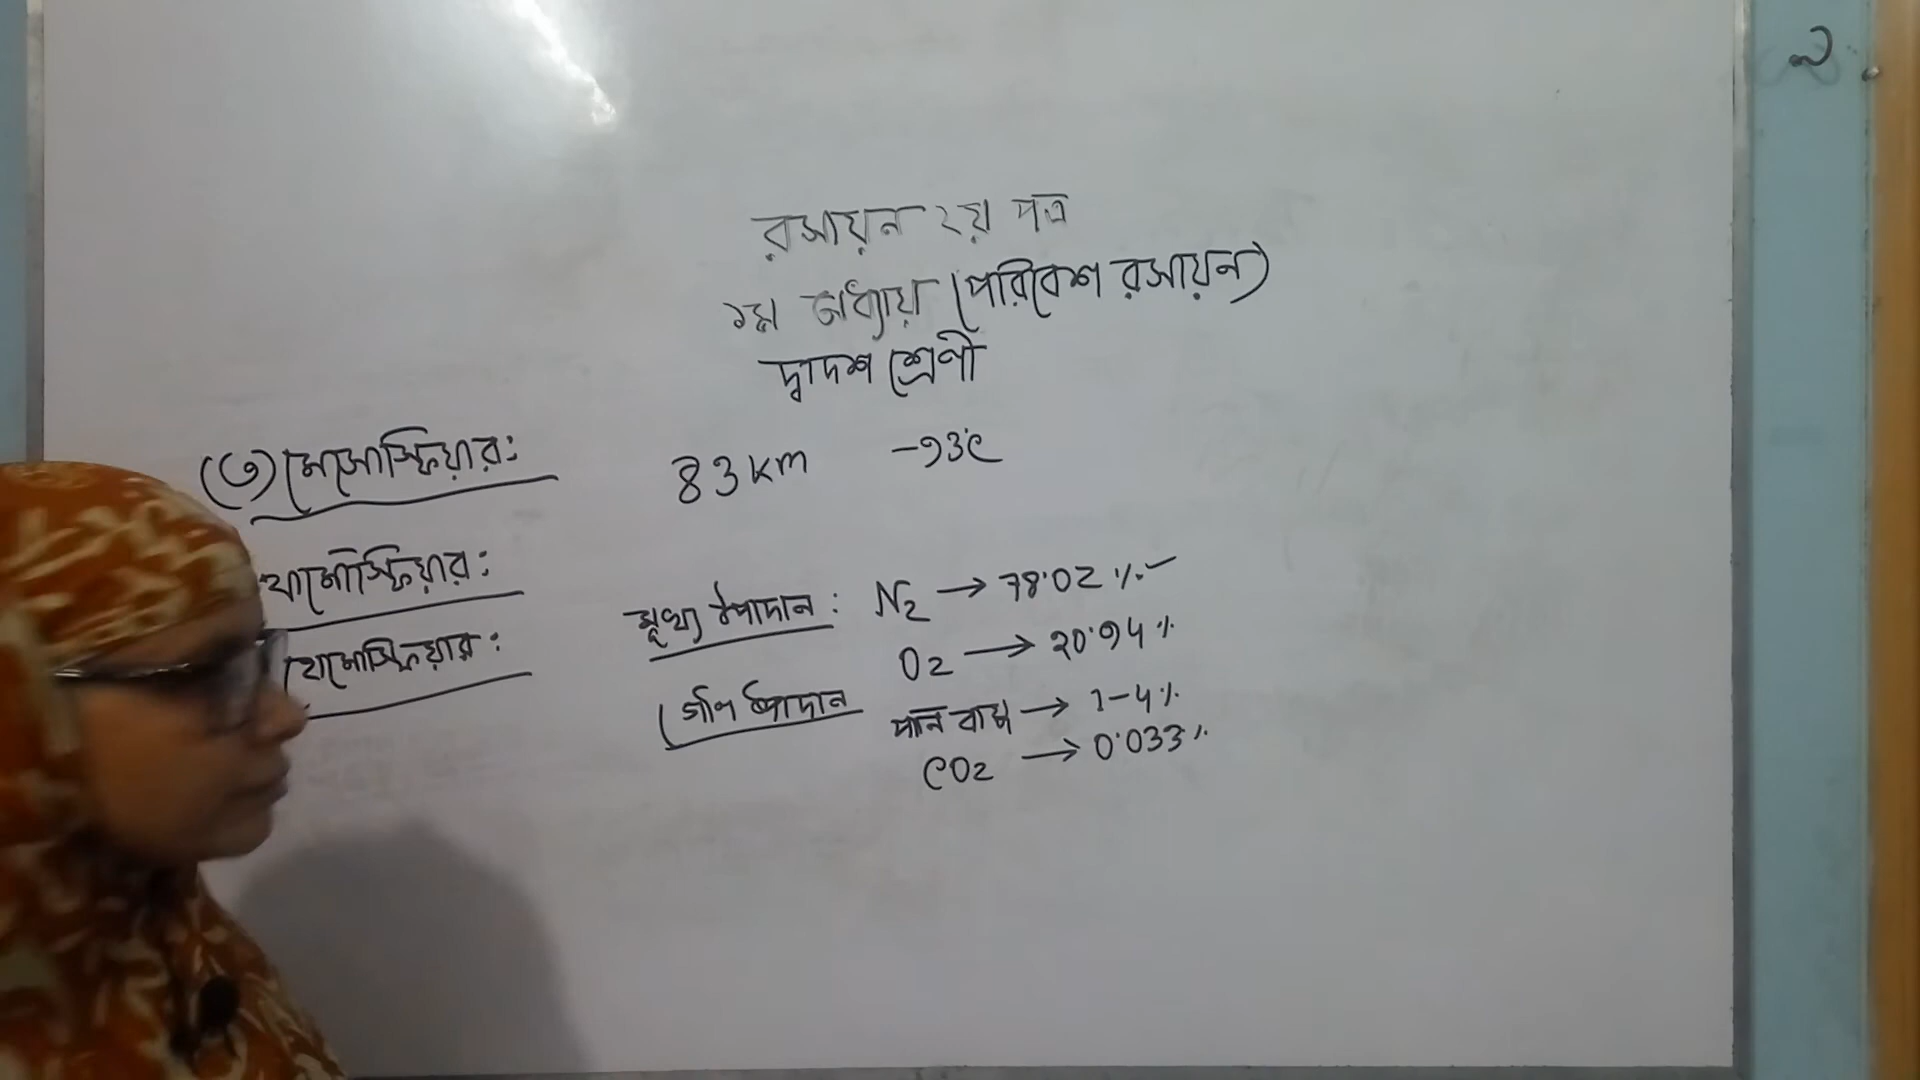 ২
রসায়ন ২য় পত্র
১ম অধ্যায় (পরিবেশ রসায়ন)
দ্বাদশ শ্রেণী
(৩) মেসোস্ফিয়ার: 83 km -93°C
থার্মোস্ফিয়ার:
মুখ্য উপাদান: N2 → 78.02 %
O2 → 20.94 %
গৌণ উপাদান
পানি বাষ্প → 1-4 %
CO2 → 0.033 %